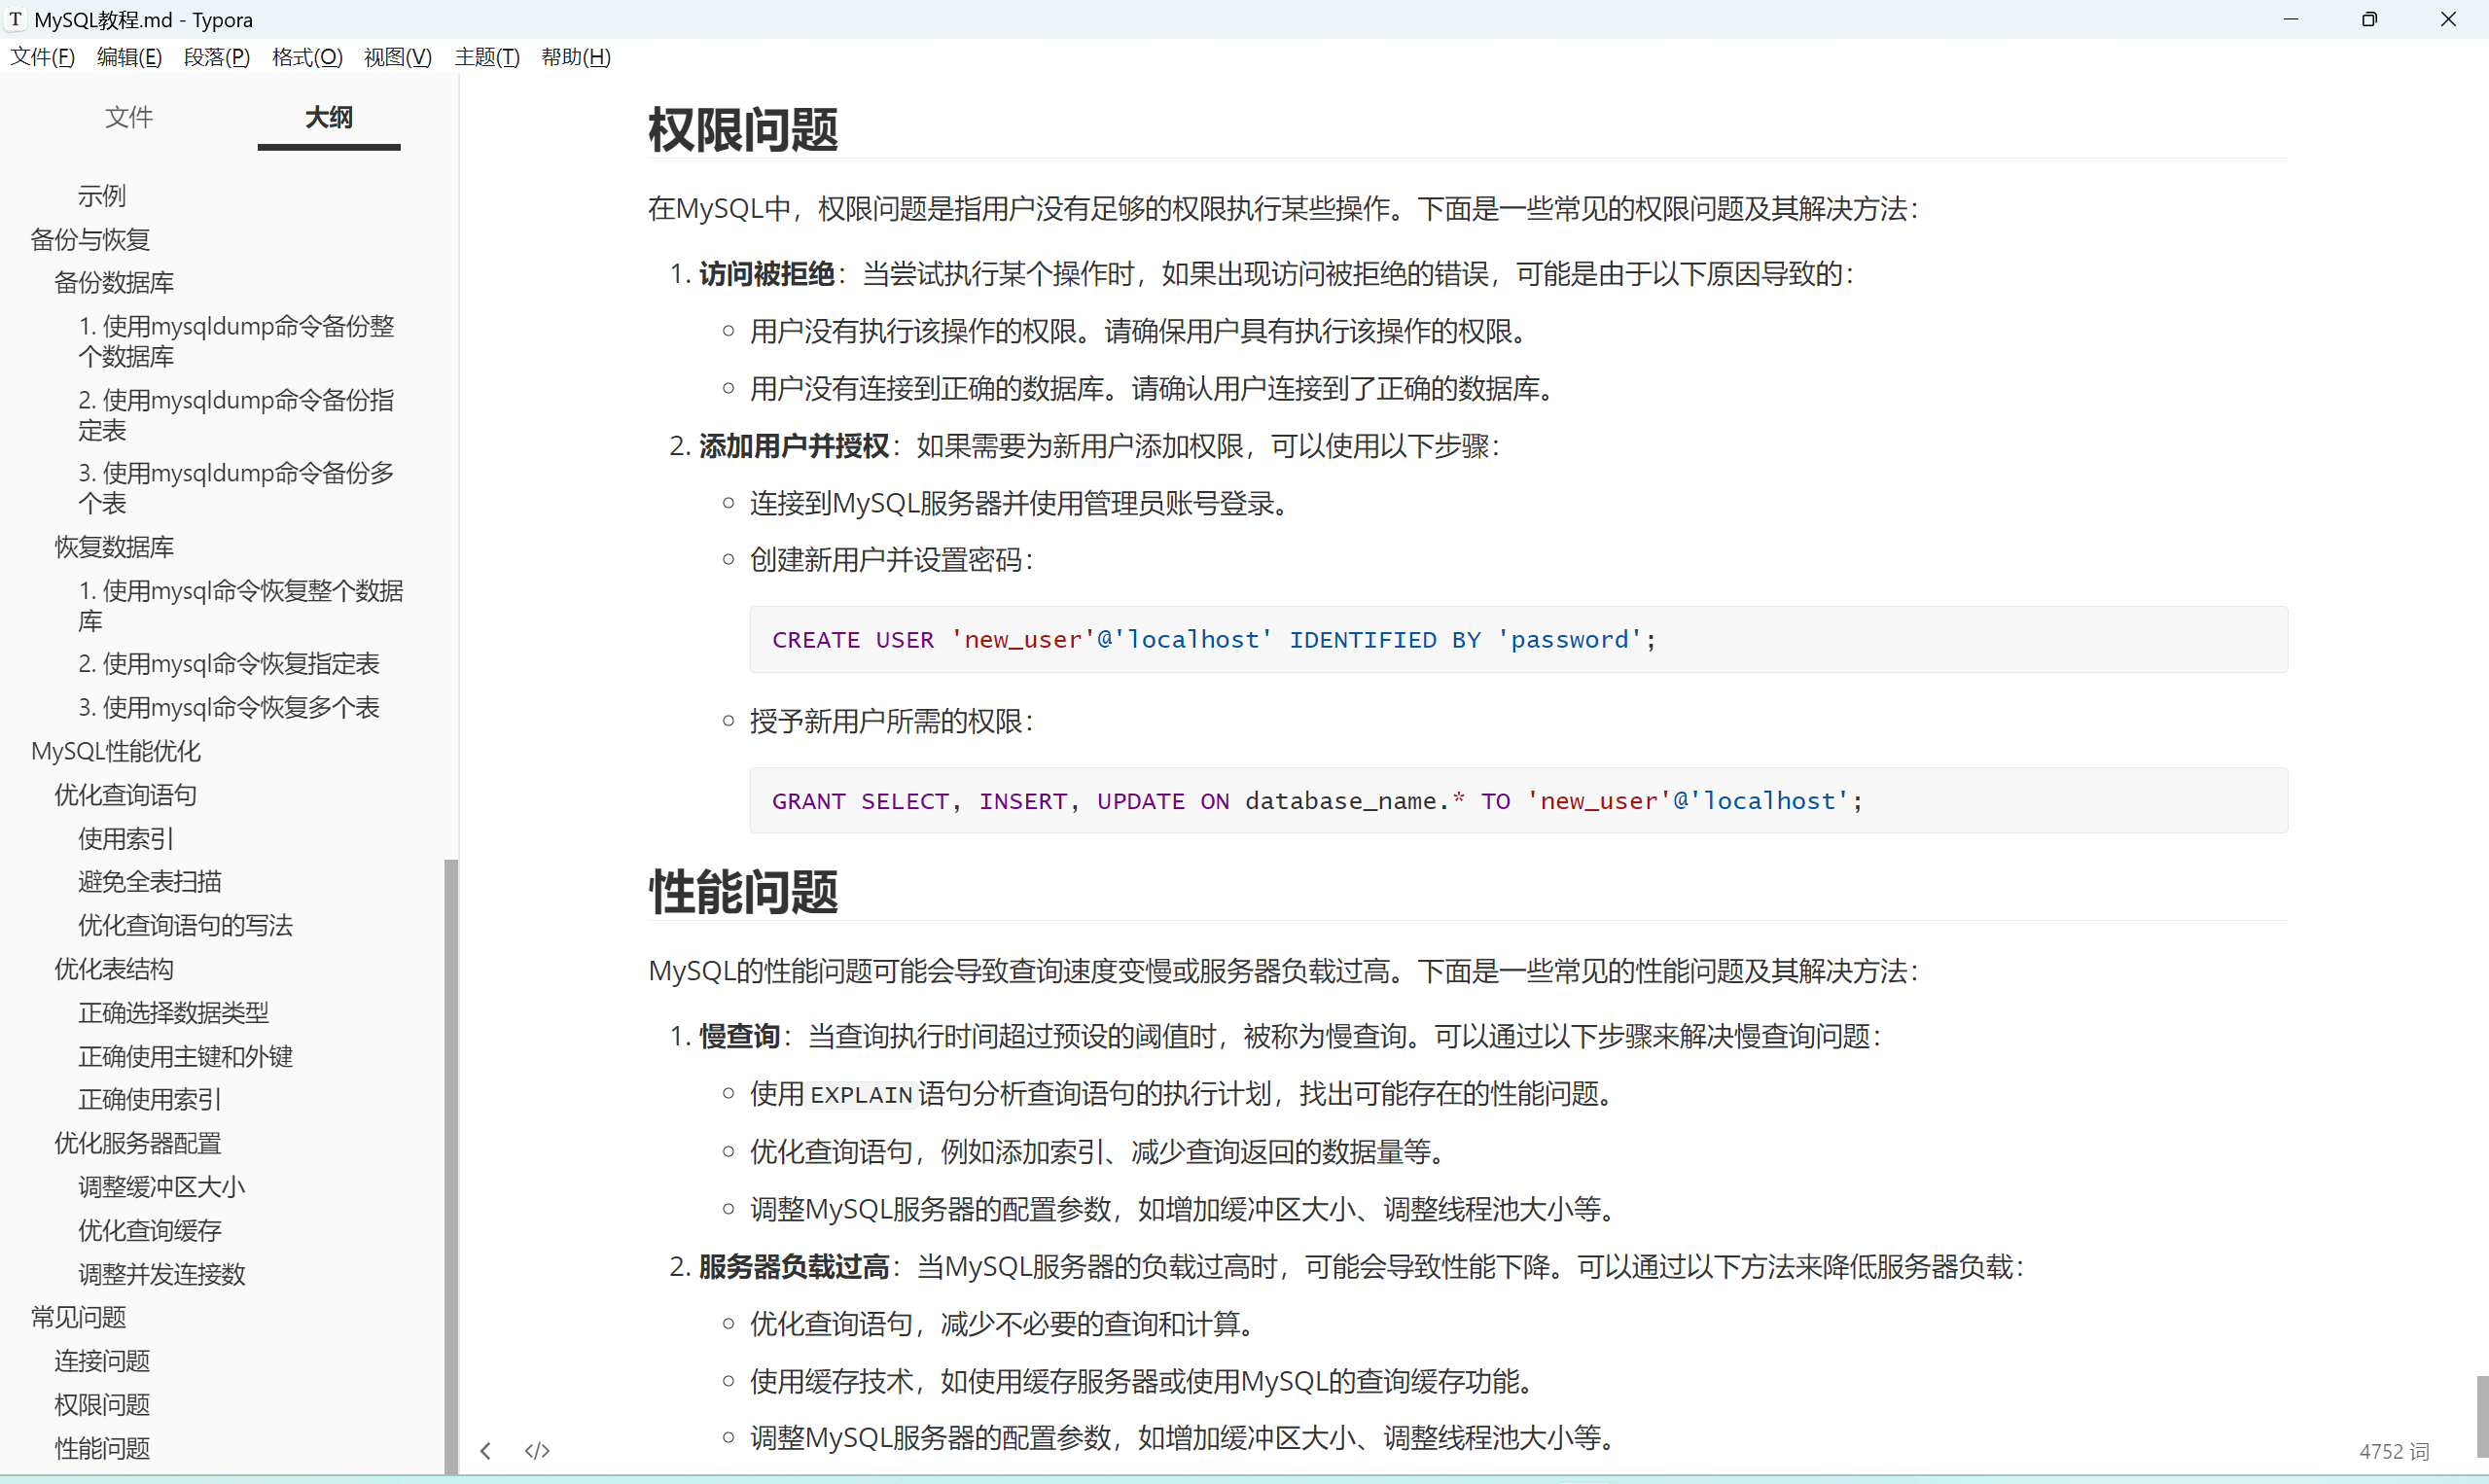 MySQL教程.md - Typora
文件(F) 编辑(E) 段落(P) 格式(O) 视图(V) 主题(T) 帮助(H)
文件 大纲
示例
备份与恢复
备份数据库
1. 使用mysqldump命令备份整
个数据库
2. 使用mysqldump命令备份指
定表
3. 使用mysqldump命令备份多
个表
恢复数据库
1. 使用mysql命令恢复整个数据
库
2. 使用mysql命令恢复指定表
3. 使用mysql命令恢复多个表
MySQL性能优化
优化查询语句
使用索引
避免全表扫描
优化查询语句的写法
优化表结构
正确选择数据类型
正确使用主键和外键
正确使用索引
优化服务器配置
调整缓冲区大小
优化查询缓存
调整并发连接数
常见问题
连接问题
权限问题
性能问题
权限问题
在MySQL中，权限问题是指用户没有足够的权限执行某些操作。下面是一些常见的权限问题及其解决方法：
1. 访问被拒绝：当尝试执行某个操作时，如果出现访问被拒绝的错误，可能是由于以下原因导致的：
用户没有执行该操作的权限。请确保用户具有执行该操作的权限。
用户没有连接到正确的数据库。请确认用户连接到了正确的数据库。
2. 添加用户并授权：如果需要为新用户添加权限，可以使用以下步骤：
连接到MySQL服务器并使用管理员账号登录。
创建新用户并设置密码：
CREATE USER 'new_user'@'localhost' IDENTIFIED BY 'password';
授予新用户所需的权限：
GRANT SELECT, INSERT, UPDATE ON database_name.* TO 'new_user'@'localhost';
性能问题
MySQL的性能问题可能会导致查询速度变慢或服务器负载过高。下面是一些常见的性能问题及其解决方法：
1. 慢查询：当查询执行时间超过预设的阈值时，被称为慢查询。可以通过以下步骤来解决慢查询问题：
使用EXPLAIN语句分析查询语句的执行计划，找出可能存在的性能问题。
优化查询语句，例如添加索引、减少查询返回的数据量等。
调整MySQL服务器的配置参数，如增加缓冲区大小、调整线程池大小等。
2. 服务器负载过高：当MySQL服务器的负载过高时，可能会导致性能下降。可以通过以下方法来降低服务器负载：
优化查询语句，减少不必要的查询和计算。
使用缓存技术，如使用缓存服务器或使用MySQL的查询缓存功能。
调整MySQL服务器的配置参数，如增加缓冲区大小、调整线程池大小等。
4752 词